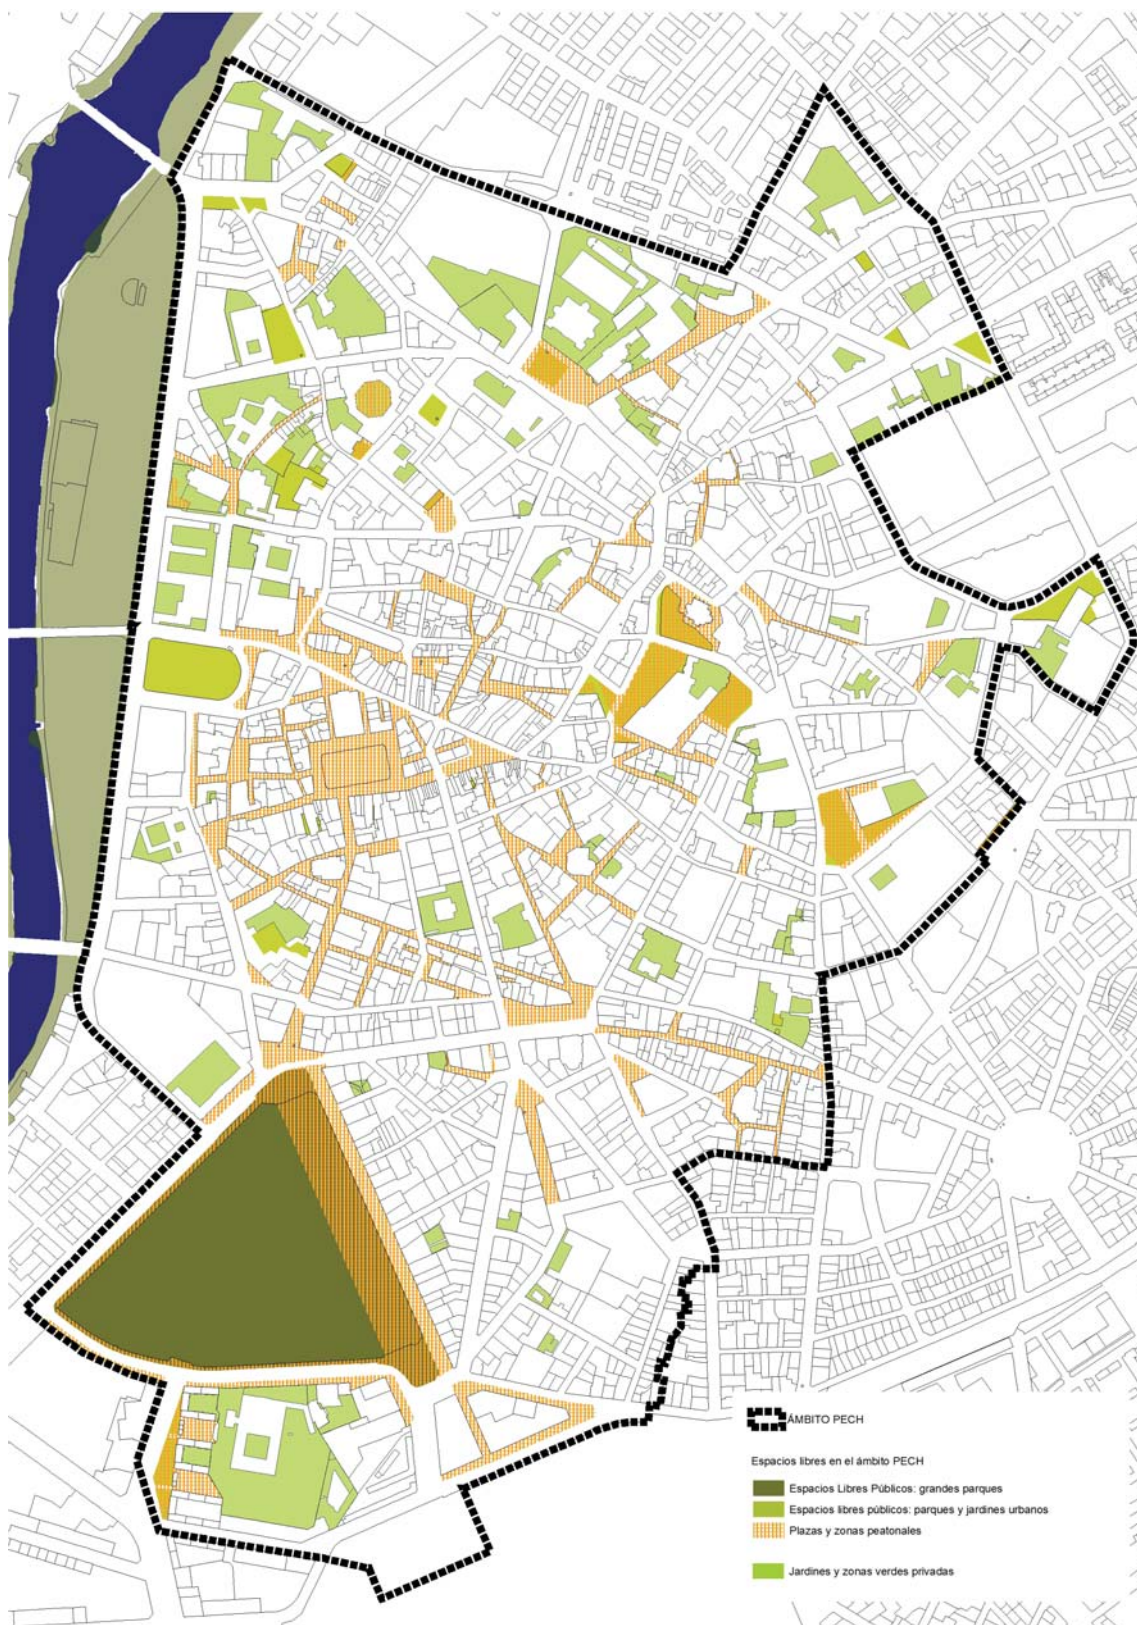 ÁMBITO PECH
Espacios libres en el ámbito PECH
Espacios Libres Públicos: grandes parques
Espacios libres públicos: parques y jardines urbanos
Plazas y zonas peatonales
Jardines y zonas verdes privadas